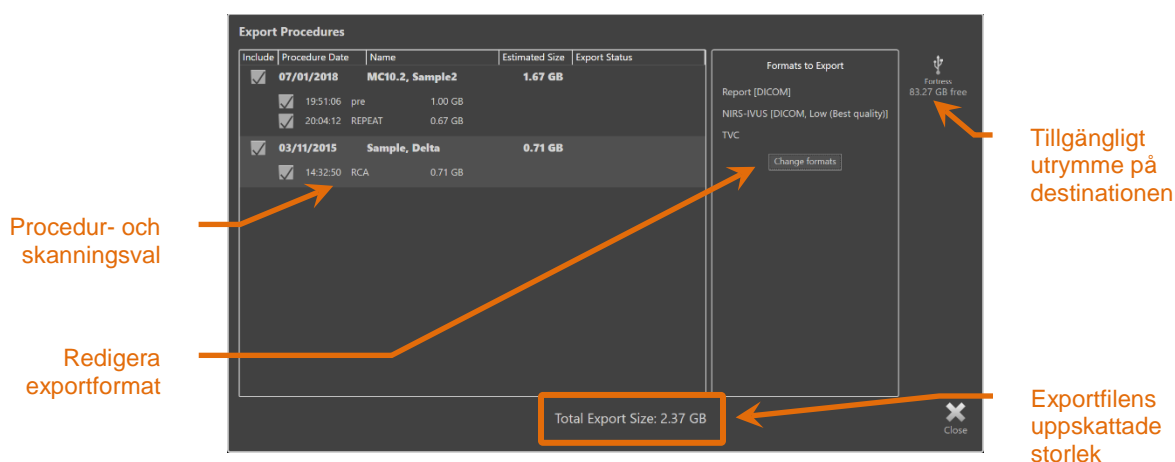 Export Procedures
Include Procedure Date Name Estimated Size Export Status
07/01/2018 MC10.2, Sample2 1.67 GB
19:51:06 pre 1.00 GB
20:04:12 REPEAT 0.67 GB
03/11/2015 Sample, Delta 0.71 GB
14:32:50 RCA 0.71 GB
Formats to Export
Report [DICOM]
NIRS-IVUS [DICOM, Low (Best quality)]
TVC
Change formats
Fortress
83.27 GB free
Total Export Size: 2.37 GB
Close
Procedur- och
skanningsval
Redigera
exportformat
Tillgängligt
utrymme på
destinationen
Exportfilens
uppskattade
storlek